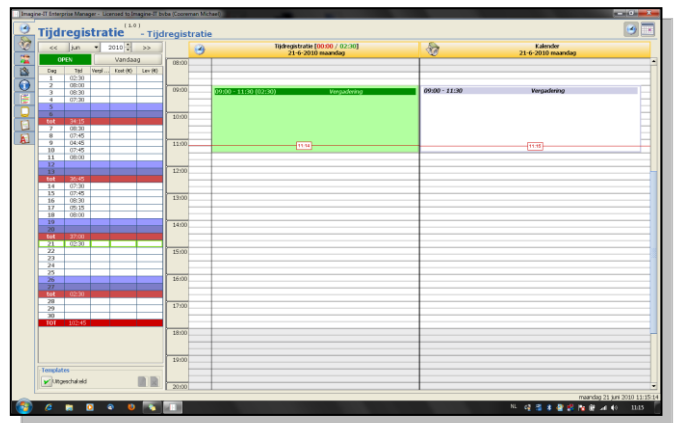 Imagine-IT Enterprise Manager - Licensed to Imagine-IT bvba (Cooreman Michael)
Tijdregistratie [1.0] - Tijdregistratie
<< juni 2010 >>
OPEN Vandaag
Dag Tijd Verpl... Kost (€) Lev (€)
1 02:30
2 08:00
3 08:30
4 07:30
5
6
tot
7 08:30
8 07:45
9 04:45
10 07:45
11 08:00
12
13
tot 36:45
14 07:30
15 07:45
16 08:30
17 05:15
18 08:00
19
20
tot 37:00
21 02:30
22
23
24
25
26
27
tot 02:30
28
29
30
TOT 102:45
Templates
Uitgeschakeld
Tijdregistratie [00:00 / 02:30]
21-6-2010 maandag
Kalender
21-6-2010 maandag
08:00
09:00
09:00 - 11:30 (02:30) Vergadering
09:00 - 11:30 Vergadering
10:00
11:00
11:14
11:15
12:00
13:00
14:00
15:00
16:00
17:00
18:00
19:00
20:00
maandag 21 juni 2010 11:15:14
NL 11:15